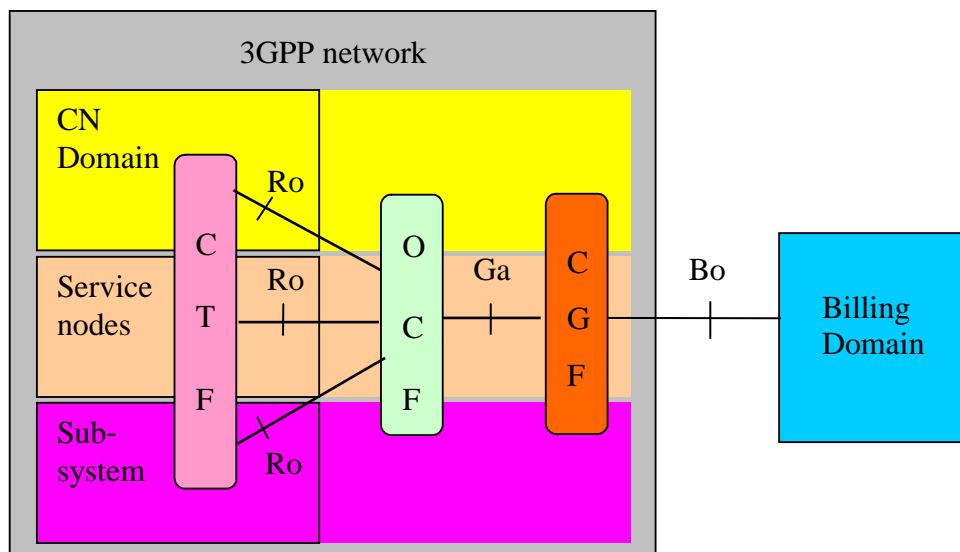 3GPP network
CN
Domain
Ro
C
T
F
O
C
F
C
G
F
Service
nodes
Ro
Ga
Bo
Billing
Domain
Sub-
system
Ro